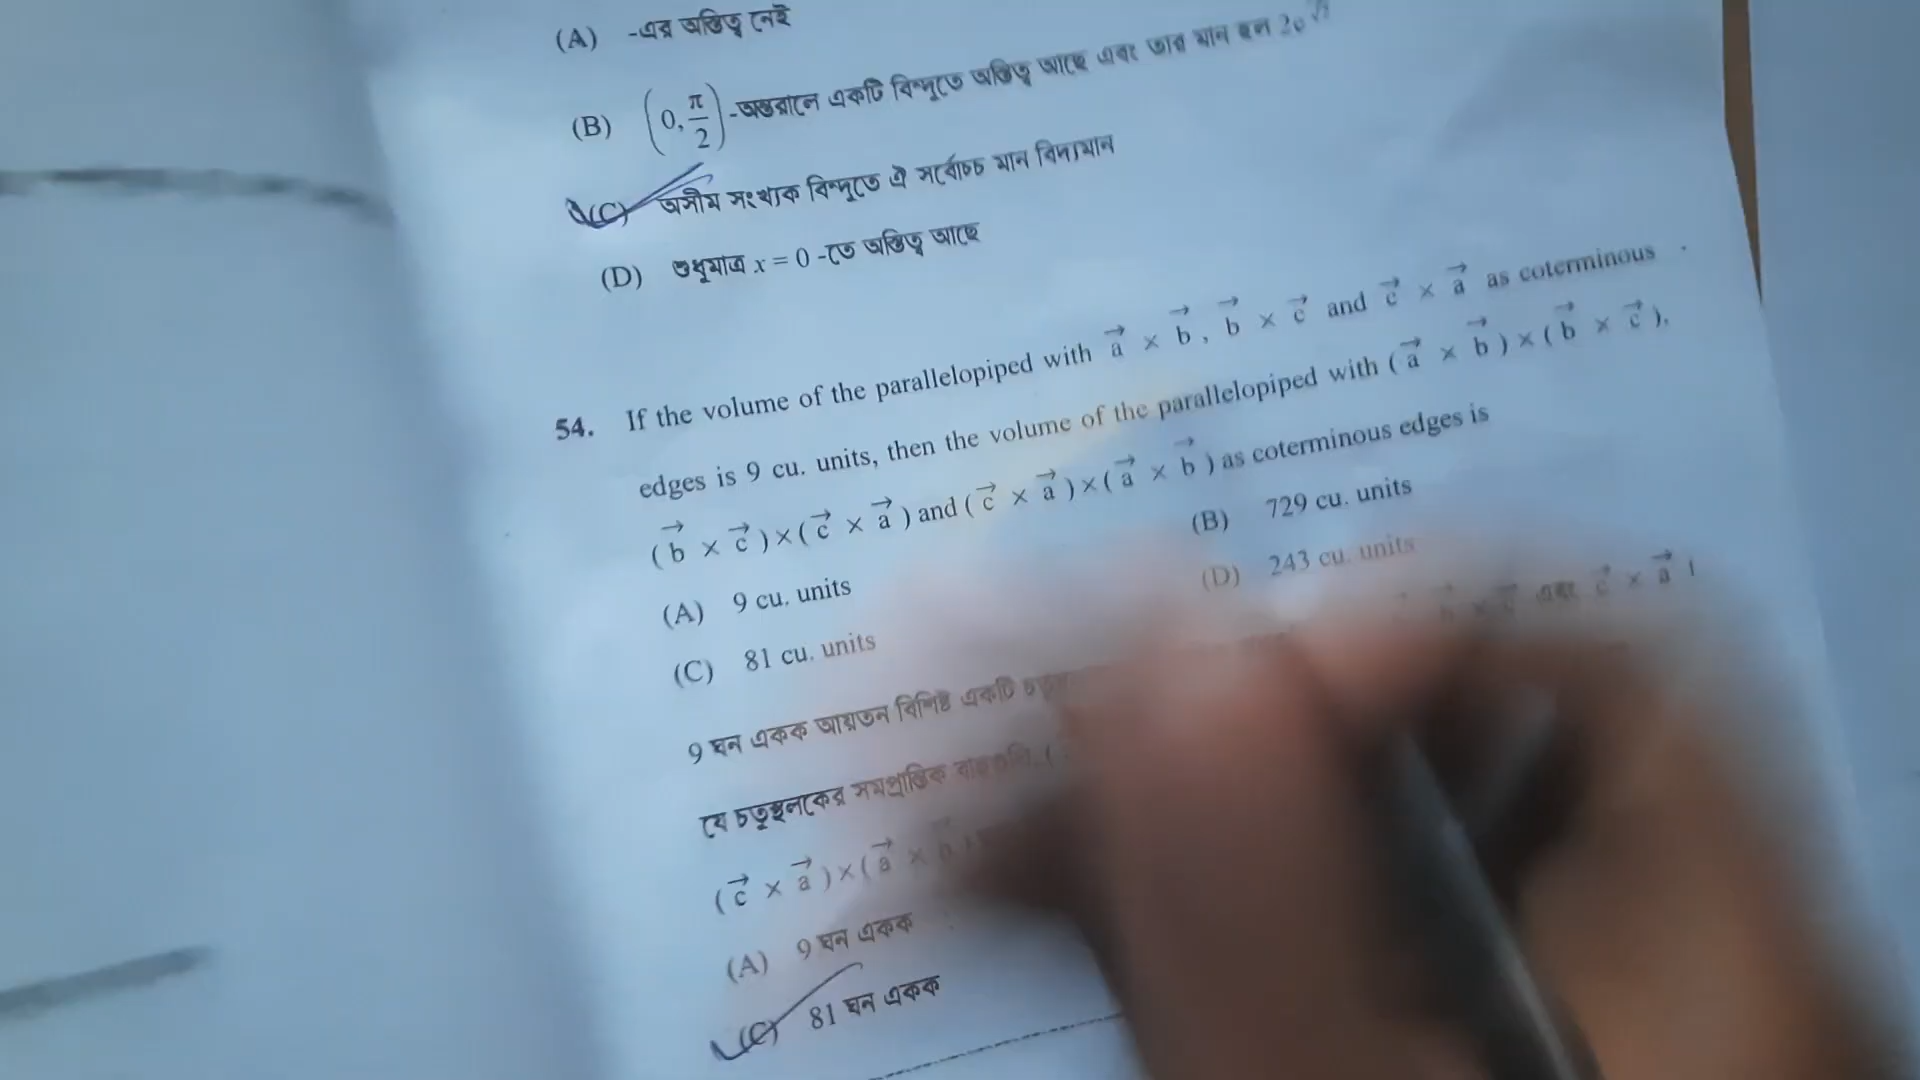 (A) -এর অস্তিত্ব নেই
(B) (0, π/2) -অন্তরালে একটি বিন্দুতে অস্তিত্ব আছে এবং তার মান হল
(C) অসীম সংখ্যক বিন্দুতে ঐ সর্বোচ্চ মান বিদ্যমান
(D) শুধুমাত্র x = 0 -তে অস্তিত্ব আছে
54. If the volume of the parallelopiped with a⃗ × b⃗, b⃗ × c⃗ and c⃗ × a⃗ as coterminous
edges is 9 cu. units, then the volume of the parallelopiped with (a⃗ × b⃗)×(b⃗ × c⃗),
(b⃗ × c⃗)×(c⃗ × a⃗) and (c⃗ × a⃗)×(a⃗ × b⃗) as coterminous edges is
(A) 9 cu. units (B) 729 cu. units
(C) 81 cu. units (D) 243 cu. units
9 ঘন একক আয়তন বিশিষ্ট একটি এবং c⃗ × a⃗ ।
যে চতুস্থলকের সমপ্রান্তিক
(c⃗ × a⃗)×(a⃗ ×
(A) 9 ঘন একক
(C) 81 ঘন একক